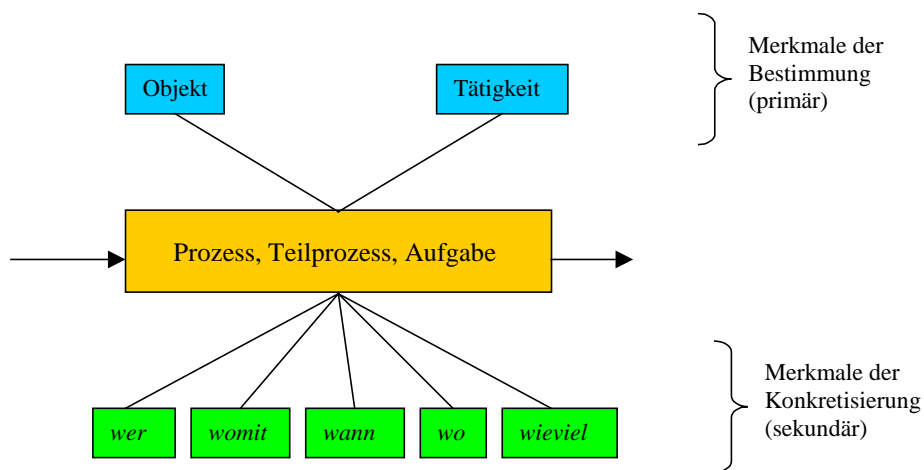 Merkmale der
Bestimmung
(primär)
Objekt
Tätigkeit
Prozess, Teilprozess, Aufgabe
Merkmale der
Konkretisierung
(sekundär)
wer
womit
wann
wo
wieviel